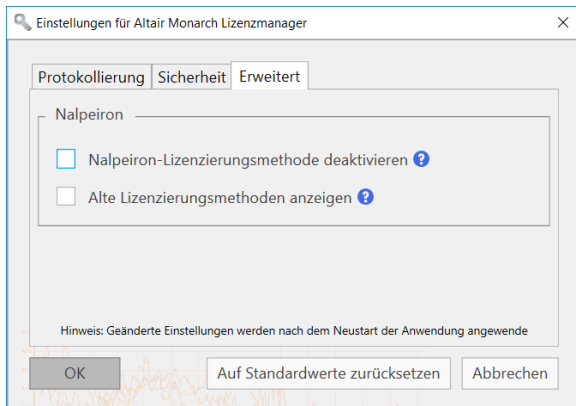 Einstellungen für Altair Monarch Lizenzmanager
Protokollierung Sicherheit Erweitert
Nalpeiron
Nalpeiron-Lizenzierungsmethode deaktivieren
Alte Lizenzierungsmethoden anzeigen
Hinweis: Geänderte Einstellungen werden nach dem Neustart der Anwendung angewende
OK Auf Standardwerte zurücksetzen Abbrechen